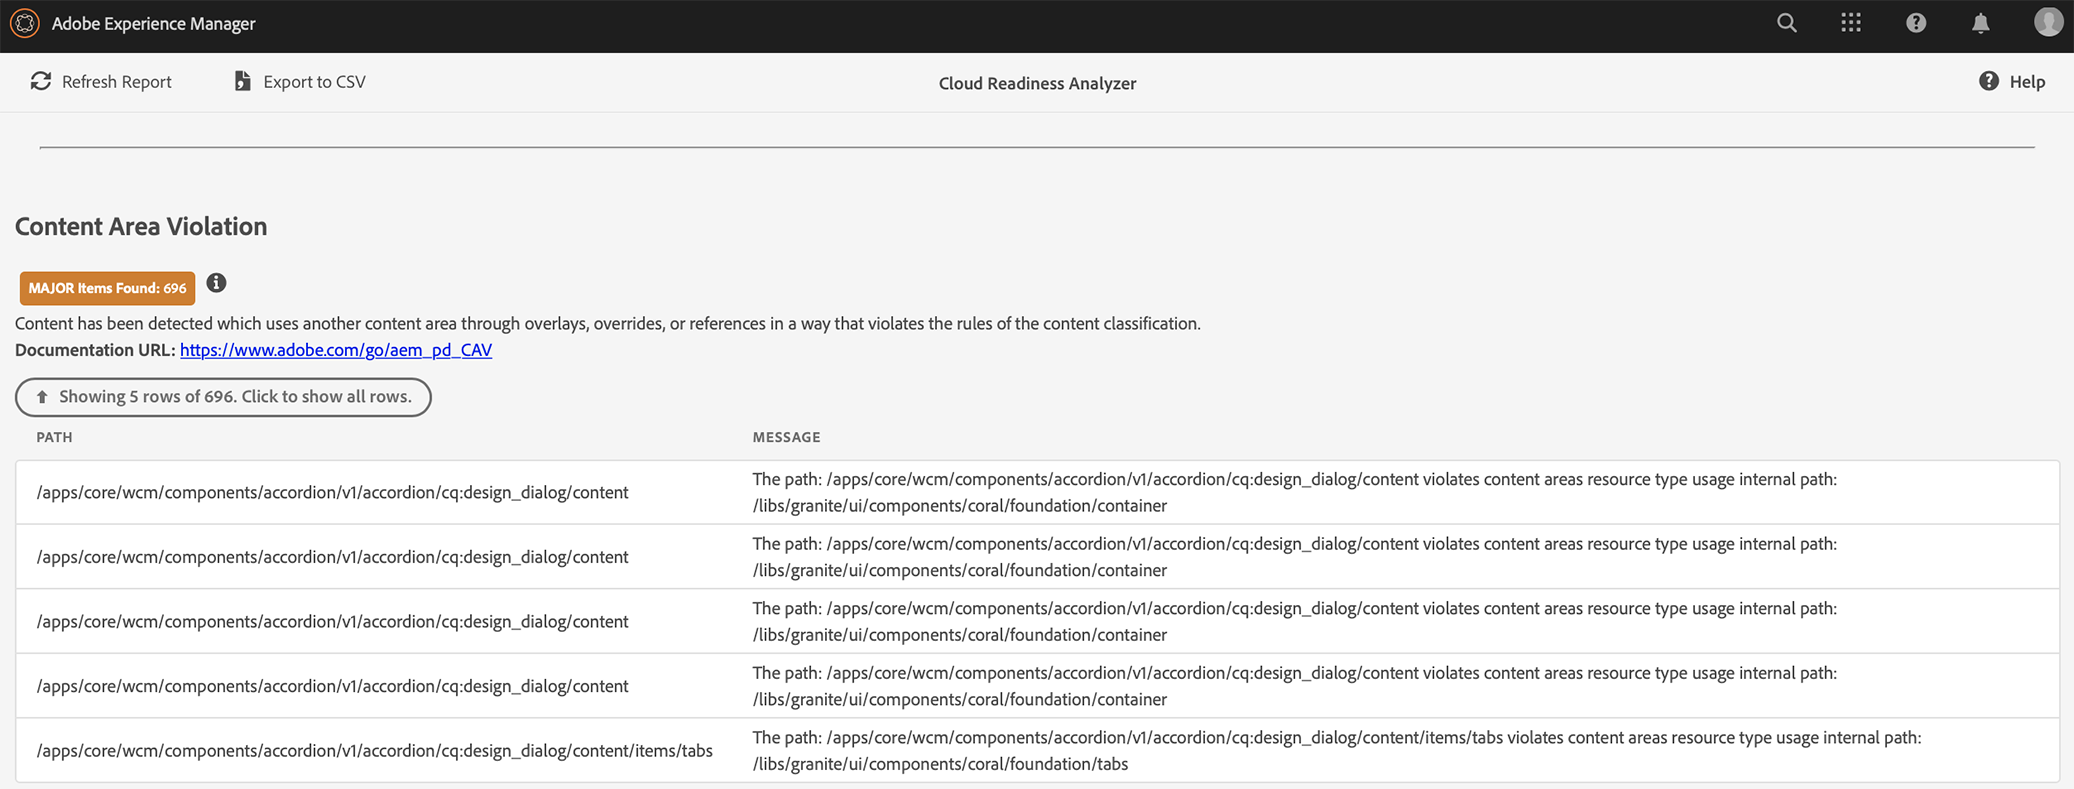 Adobe Experience Manager
Refresh Report
Export to CSV
Cloud Readiness Analyzer
Help
Content Area Violation
MAJOR Items Found: 696
Content has been detected which uses another content area through overlays, overrides, or references in a way that violates the rules of the content classification.
Documentation URL: https://www.adobe.com/go/aem_pd_CAV
Showing 5 rows of 696. Click to show all rows.
PATH MESSAGE
/apps/core/wcm/components/accordion/v1/accordion/cq:design_dialog/content
The path: /apps/core/wcm/components/accordion/v1/accordion/cq:design_dialog/content violates content areas resource type usage internal path:
/libs/granite/ui/components/coral/foundation/container
/apps/core/wcm/components/accordion/v1/accordion/cq:design_dialog/content
The path: /apps/core/wcm/components/accordion/v1/accordion/cq:design_dialog/content violates content areas resource type usage internal path:
/libs/granite/ui/components/coral/foundation/container
/apps/core/wcm/components/accordion/v1/accordion/cq:design_dialog/content
The path: /apps/core/wcm/components/accordion/v1/accordion/cq:design_dialog/content violates content areas resource type usage internal path:
/libs/granite/ui/components/coral/foundation/container
/apps/core/wcm/components/accordion/v1/accordion/cq:design_dialog/content
The path: /apps/core/wcm/components/accordion/v1/accordion/cq:design_dialog/content violates content areas resource type usage internal path:
/libs/granite/ui/components/coral/foundation/container
/apps/core/wcm/components/accordion/v1/accordion/cq:design_dialog/content/items/tabs
The path: /apps/core/wcm/components/accordion/v1/accordion/cq:design_dialog/content/items/tabs violates content areas resource type usage internal path:
/libs/granite/ui/components/coral/foundation/tabs